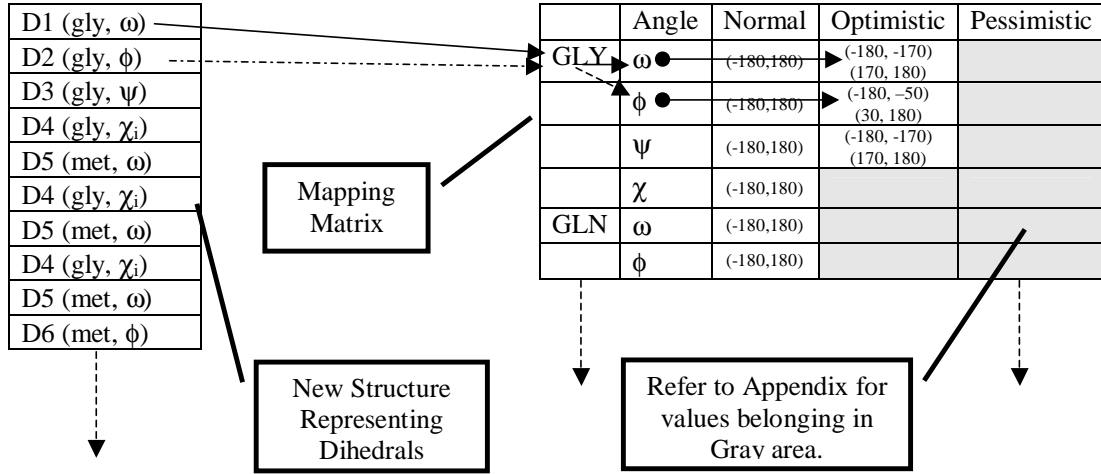 D1 (gly, ω)
D2 (gly, ϕ)
D3 (gly, ψ)
D4 (gly, χi)
D5 (met, ω)
D4 (gly, χi)
D5 (met, ω)
D4 (gly, χi)
D5 (met, ω)
D6 (met, ϕ)
Angle Normal Optimistic Pessimistic
GLY ω (-180,180) (-180, -170)
(170, 180)
ϕ (-180,180) (-180, –50)
(30, 180)
ψ (-180,180) (-180, -170)
(170, 180)
χ (-180,180)
GLN ω (-180,180)
ϕ (-180,180)
Mapping
Matrix
New Structure
Representing
Dihedrals
Refer to Appendix for
values belonging in
Gray area.